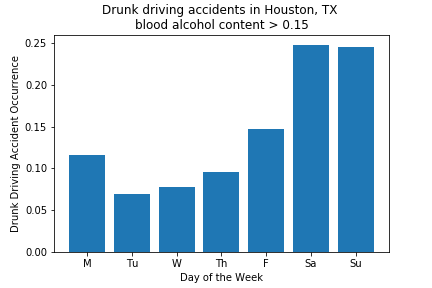 Drunk driving accidents in Houston, TX
blood alcohol content > 0.15
Drunk Driving Accident Occurrence
0.25
0.20
0.15
0.10
0.05
0.00
M Tu W Th F Sa Su
Day of the Week